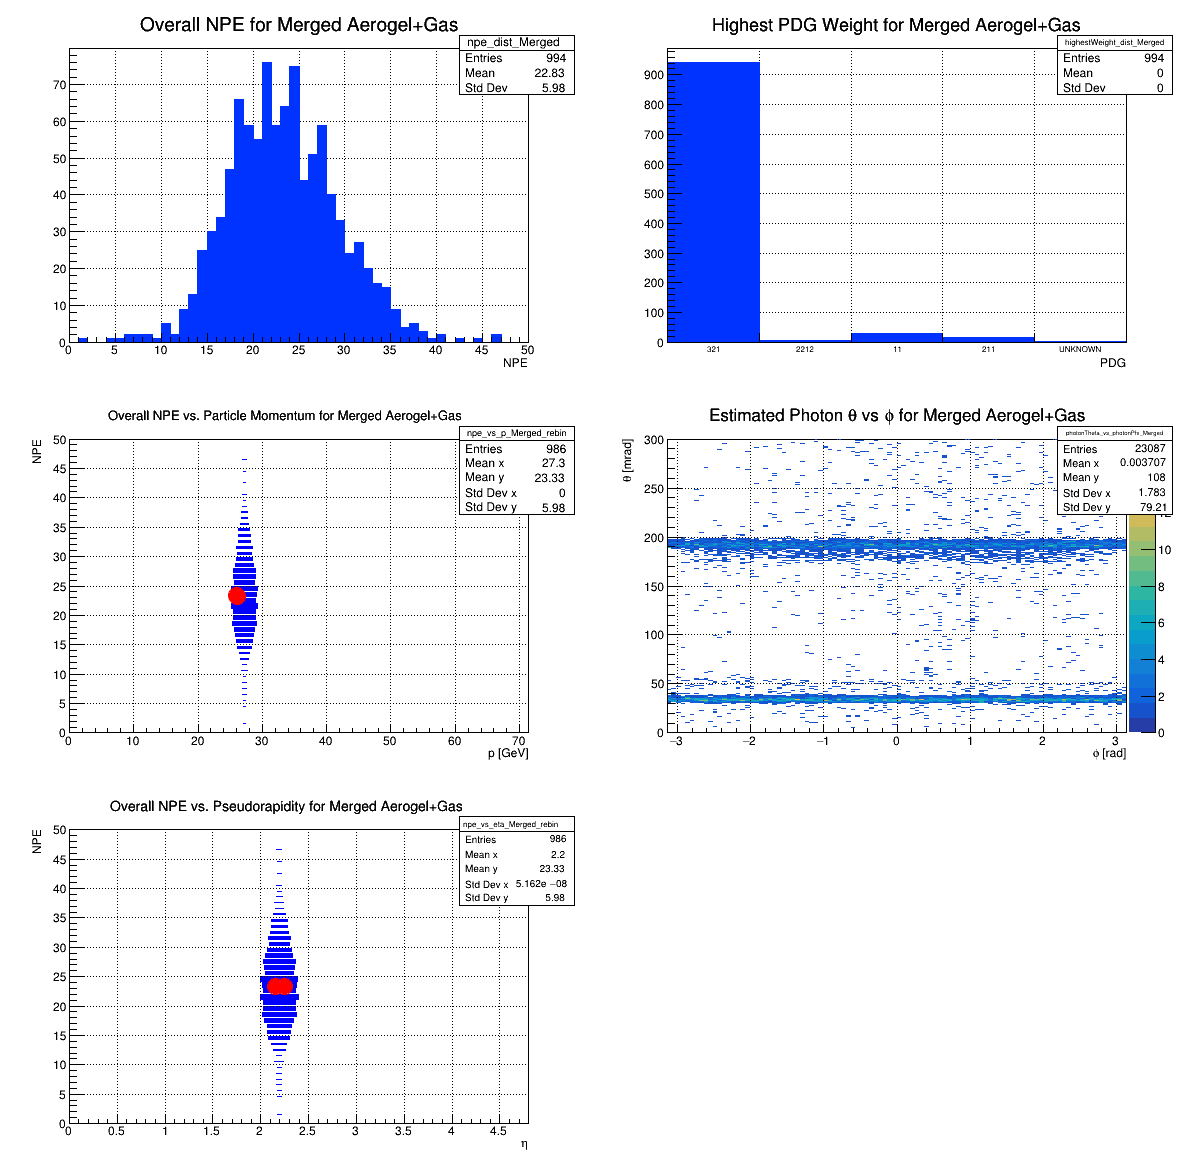 Overall NPE for Merged Aerogel+Gas
npe_dist_Merged
Entries 994
Mean 22.83
Std Dev 5.98
70
60
50
40
30
20
10
0
0 5 10 15 20 25 30 35 40 45 50
NPE
Highest PDG Weight for Merged Aerogel+Gas
highestWeight_dist_Merged
Entries 994
Mean 0
Std Dev 0
900
800
700
600
500
400
300
200
100
0
321 2212 11 211 UNKNOWN
PDG
Overall NPE vs. Particle Momentum for Merged Aerogel+Gas
npe_vs_p_Merged_rebin
Entries 986
Mean x 27.3
Mean y 23.33
Std Dev x 0
Std Dev y 5.98
NPE
50
45
40
35
30
25
20
15
10
5
0
0 10 20 30 40 50 60 70
p [GeV]
Estimated Photon θ vs ϕ for Merged Aerogel+Gas
photonTheta_vs_photonPhi_Merged
Entries 23087
Mean x 0.003707
Mean y 108
Std Dev x 1.783
Std Dev y 79.21
θ [mrad]
300
250
200
150
100
50
0
−3 −2 −1 0 1 2 3
ϕ [rad]
10
8
6
4
2
0
Overall NPE vs. Pseudorapidity for Merged Aerogel+Gas
npe_vs_eta_Merged_rebin
Entries 986
Mean x 2.2
Mean y 23.33
Std Dev x 5.162e −08
Std Dev y 5.98
NPE
50
45
40
35
30
25
20
15
10
5
0
0 0.5 1 1.5 2 2.5 3 3.5 4 4.5
η